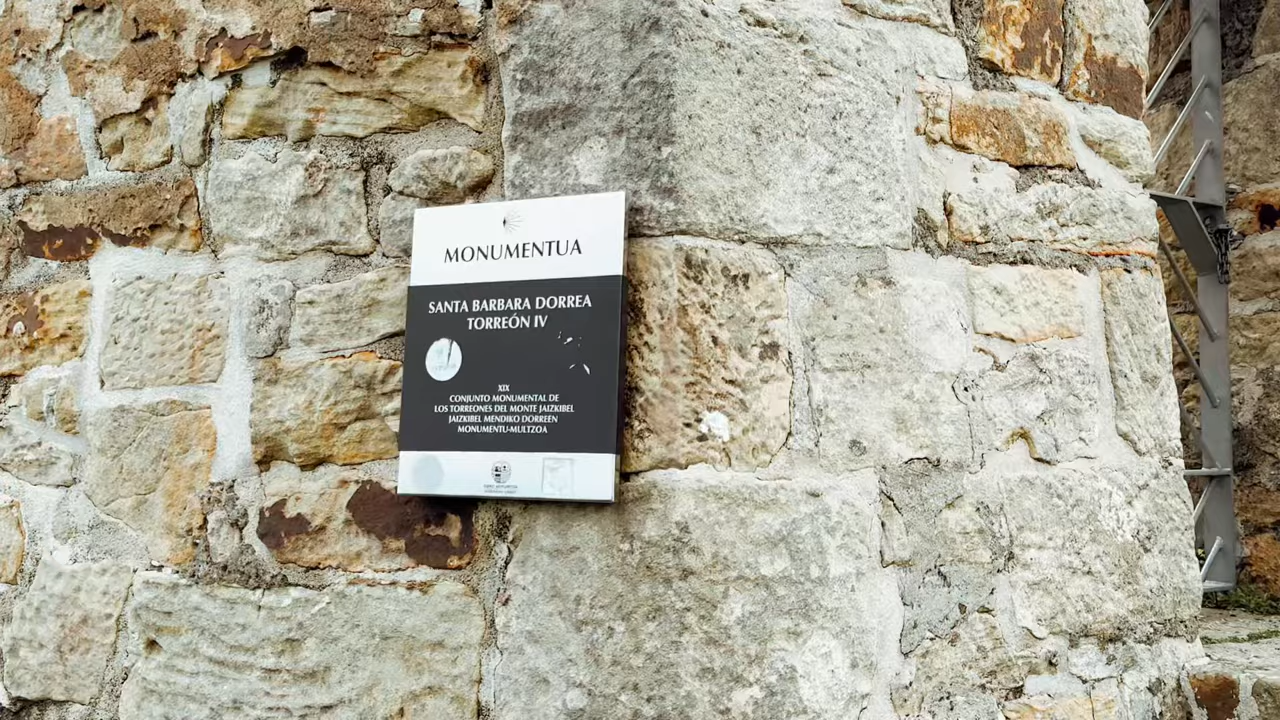 MONUMENTUA
SANTA BARBARA DORREA
TORREÓN IV
XIX
CONJUNTO MONUMENTAL DE
LOS TORREONES DEL MONTE JAIZKIBEL
JAIZKIBEL MENDIKO DORREEN
MONUMENTU-MULTZOA